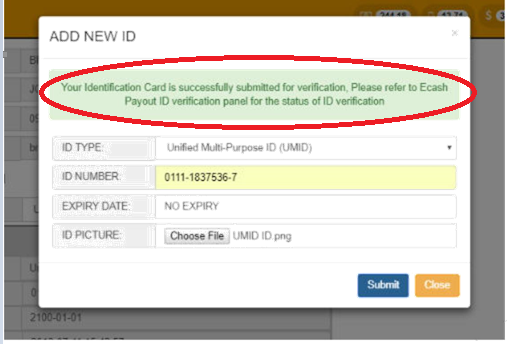 ADD NEW ID
×
Your Identification Card is successfully submitted for verification, Please refer to Ecash
Payout ID verification panel for the status of ID verification
ID TYPE: Unified Multi-Purpose ID (UMID)
ID NUMBER: 0111-1837536-7
EXPIRY DATE: NO EXPIRY
ID PICTURE: Choose File UMID ID.png
Submit Close
2100-01-01